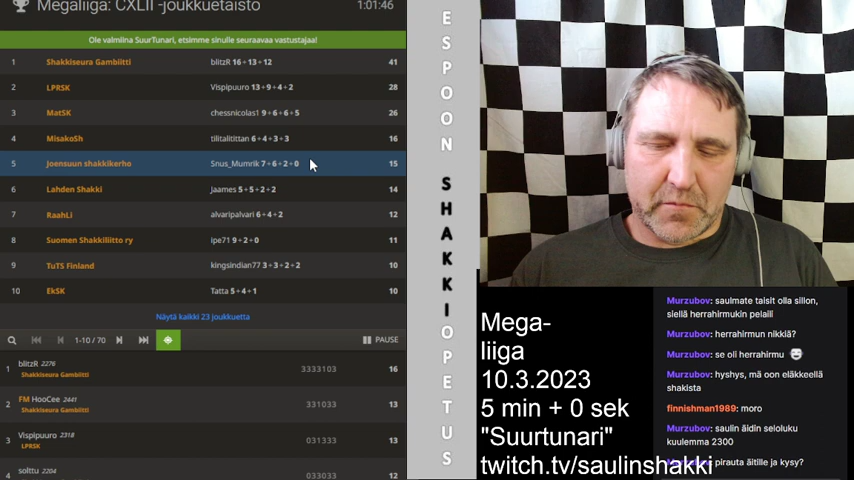 Megaliiga: CXLII -joukkuetaisto 1:01:46
Ole valmiina SuurTunari, etsimme sinulle seuraavaa vastustajaa!
1 Shakkiseura Gambiitti blitzR 16 + 13 + 12 41
2 LPRSK Vispipuuro 13 + 9 + 4 + 2 28
3 MatSK chessnicolas1 9 + 6 + 6 + 5 26
4 MisakoSh tilitalitittan 6 + 4 + 3 + 3 16
5 Joensuun shakkikerho Snus_Mumrik 7 + 6 + 2 + 0 15
6 Lahden Shakki Jaames 5 + 5 + 2 + 2 14
7 RaahLi alvaripalvari 6 + 4 + 2 12
8 Suomen Shakkiliitto ry ipe71 9 + 2 + 0 11
9 TuTS Finland kingsindian77 3 + 3 + 2 + 2 10
10 EkSK Tatta 5 + 4 + 1 10
Näytä kaikki 23 joukkuetta
1-10 / 70 PAUSE
1 blitzR 2276 3333103 16
Shakkiseura Gambiitti
2 FM HooCee 2441 331033 13
Shakkiseura Gambiitti
3 Vispipuuro 2318 031333 13
LPRSK
4 solttu 2204 033033 12
ESPOON SHAKKIOPETUS
Mega-
liiga
10.3.2023
5 min + 0 sek
"Suurtunari"
twitch.tv/saulinshakki
Murzubov: saulmate taisit olla silloin,
siellä herrahirmukin pelaili
Murzubov: herrahirmun nikkiä?
Murzubov: se oli herrahirmu
Murzubov: hyshys, mä oon eläkkeellä
shakista
finnishman1989: moro
Murzubov: saulin äidin seloluku
kuulemma 2300
Murzubov: pirauta äitille ja kysy?